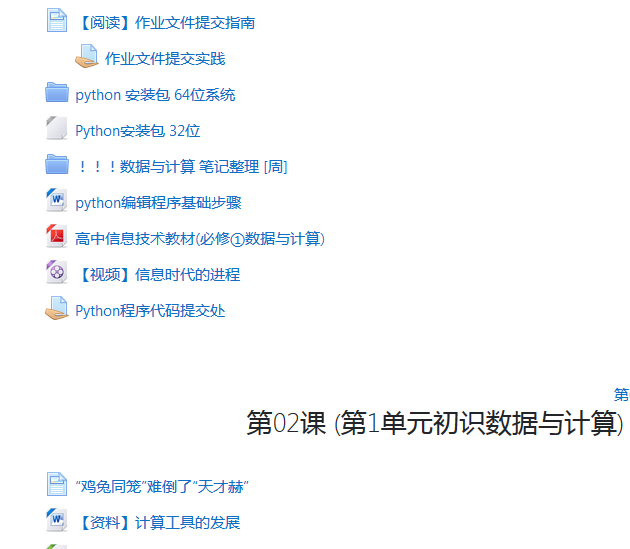 【阅读】作业文件提交指南
作业文件提交实践
python 安装包 64位系统
Python安装包 32位
！！！数据与计算 笔记整理 [周]
python编辑程序基础步骤
高中信息技术教材(必修①数据与计算)
【视频】信息时代的进程
Python程序代码提交处
第
第02课 (第1单元初识数据与计算)
“鸡兔同笼”难倒了“天才赫”
【资料】计算工具的发展